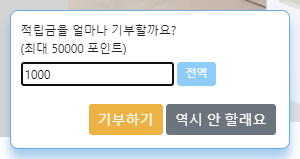 적립금을 얼마나 기부할까요?
(최대 50000 포인트)
1000 전액
기부하기 역시 안 할래요